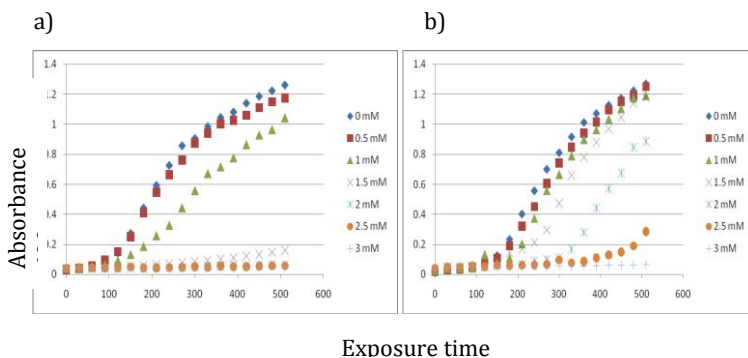 a)
b)
1.4
1.2
1
0.8
0.6
0.4
0.2
0
0
100
200
300
400
500
600
0 mM
0.5 mM
1 mM
1.5 mM
2 mM
2.5 mM
3 mM
1.4
1.2
1
0.8
0.6
0.4
0.2
0
0
100
200
300
400
500
600
0 mM
0.5 mM
1 mM
1.5 mM
2 mM
2.5 mM
3 mM
Absorbance
Exposure time